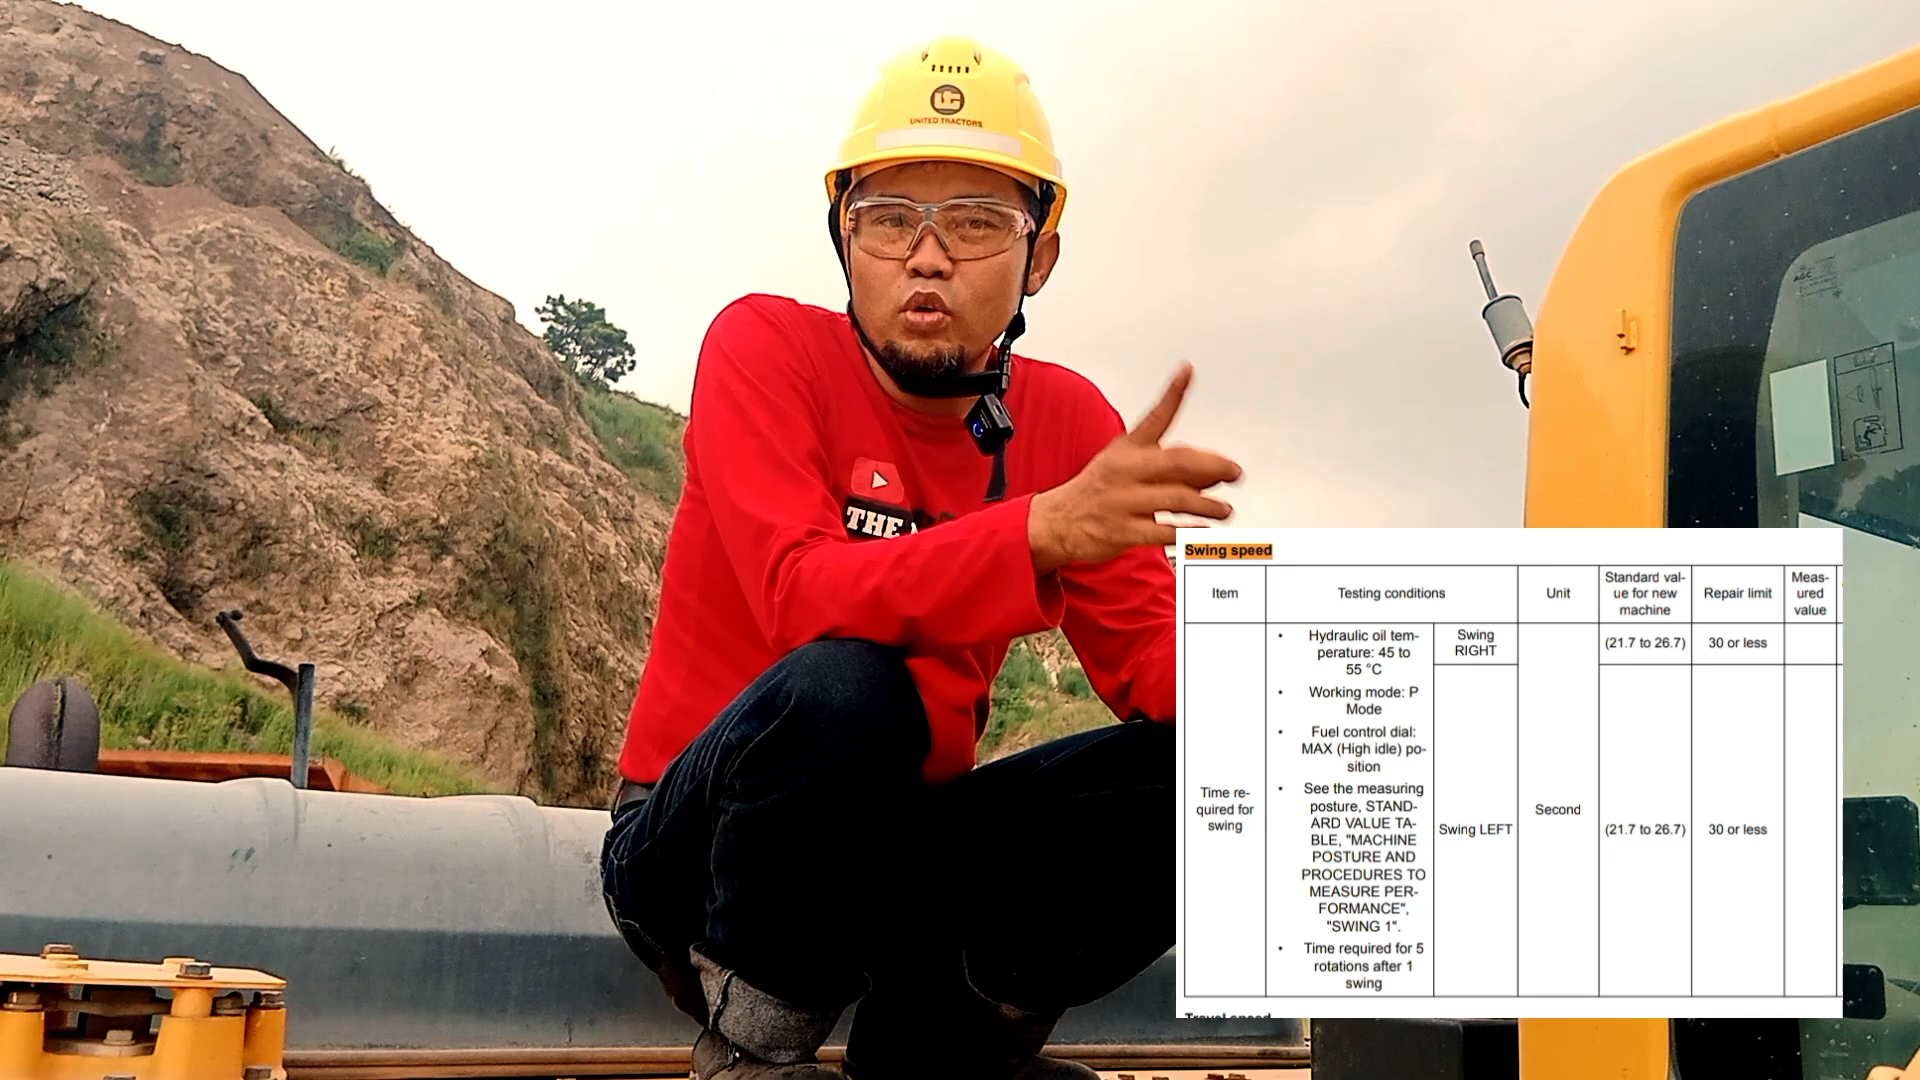 UT
UNITED TRACTORS
AGC
THE
Swing speed
Item
Testing conditions
Unit
Standard val-
ue for new
machine
Repair limit
Meas-
ured
value
Time re-
quired for
swing
• Hydraulic oil tem-
perature: 45 to
55 °C
• Working mode: P
Mode
• Fuel control dial:
MAX (High idle) po-
sition
• See the measuring
posture, STAND-
ARD VALUE TA-
BLE, "MACHINE
POSTURE AND
PROCEDURES TO
MEASURE PER-
FORMANCE",
"SWING 1".
• Time required for 5
rotations after 1
swing
Swing
RIGHT
Second
(21.7 to 26.7)
30 or less
Swing LEFT
(21.7 to 26.7)
30 or less
Travel speed